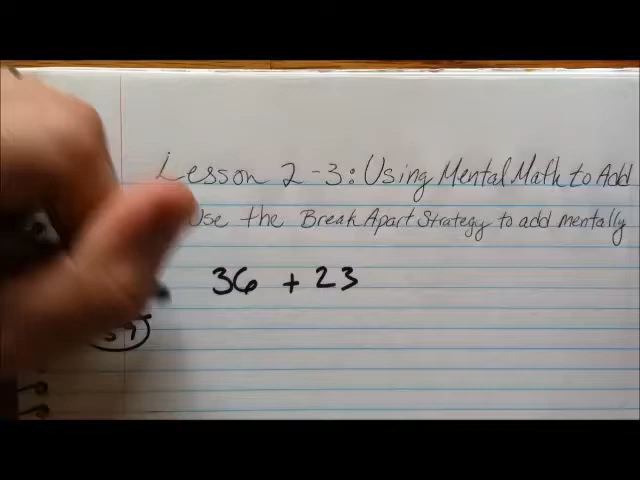 Lesson 2-3: Using Mental Math to Add
Use the Break Apart Strategy to add mentally
36 + 23